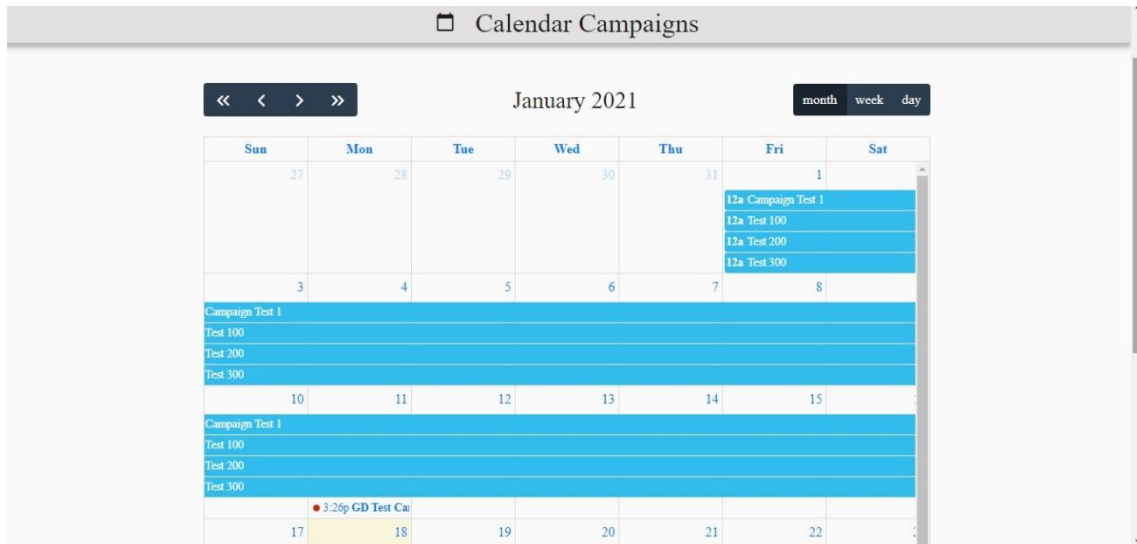 Calendar Campaigns
January 2021
month week day
Sun Mon Tue Wed Thu Fri Sat
27 28 29 30 31 1
12a Campaign Test 1
12a Test 100
12a Test 200
12a Test 300
3 4 5 6 7 8
Campaign Test 1
Test 100
Test 200
Test 300
10 11 12 13 14 15
Campaign Test 1
Test 100
Test 200
Test 300
3:26p GD Test
17 18 19 20 21 22